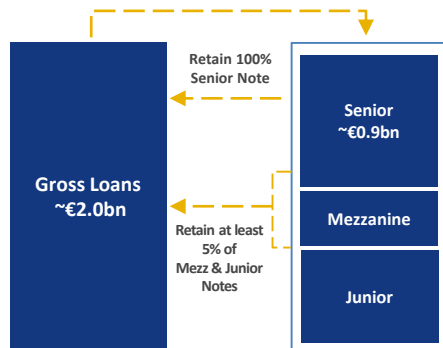 Retain 100%
Senior Note
Senior
~€0.9bn
Gross Loans
~€2.0bn
Mezzanine
Retain at least
5% of
Mezz & Junior
Notes
Junior